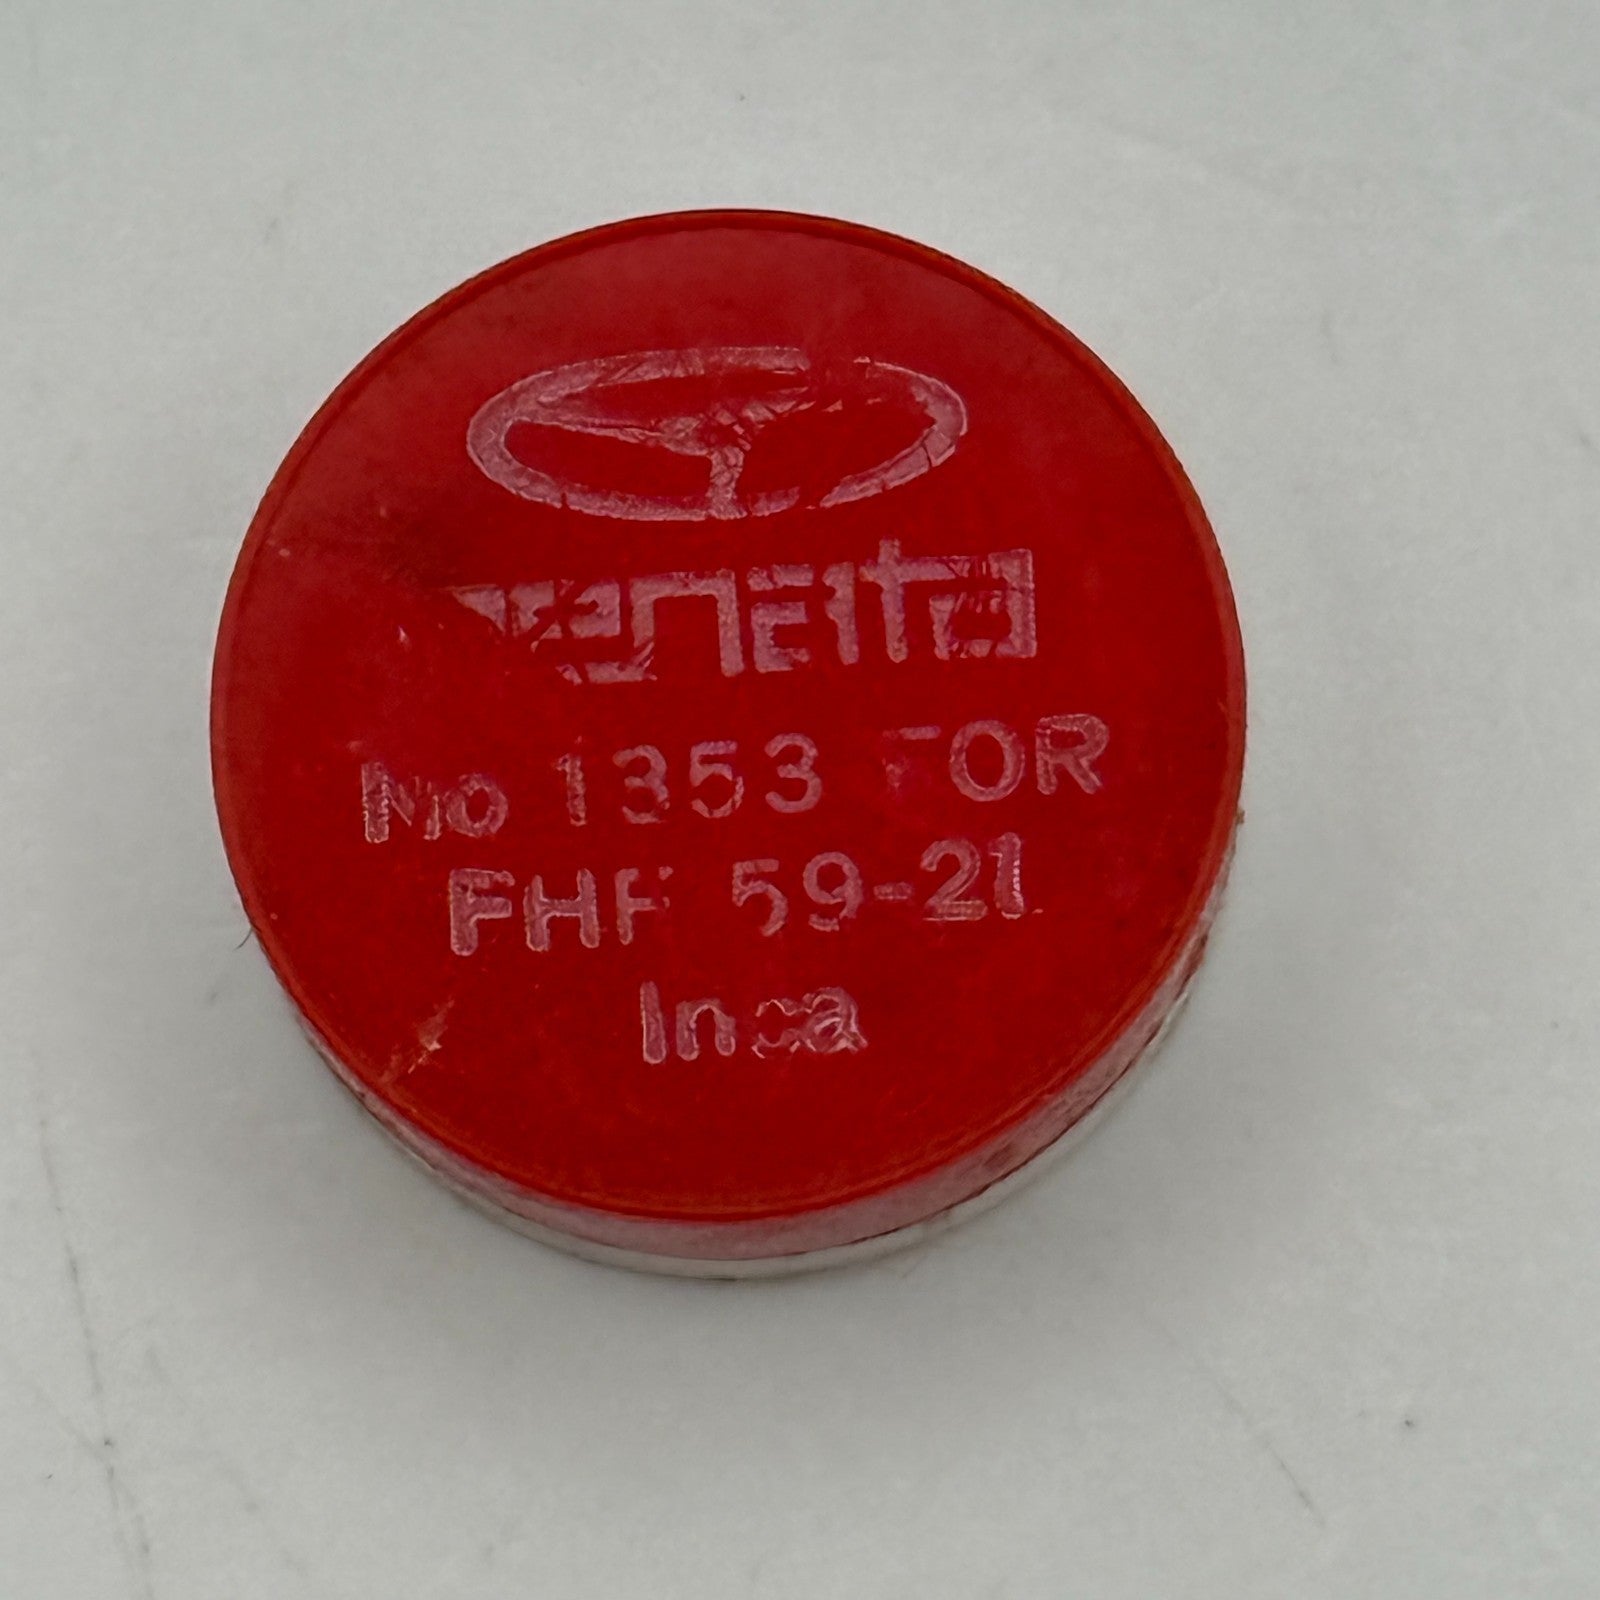 No 1353 FOR
FHF 59-21
Inca